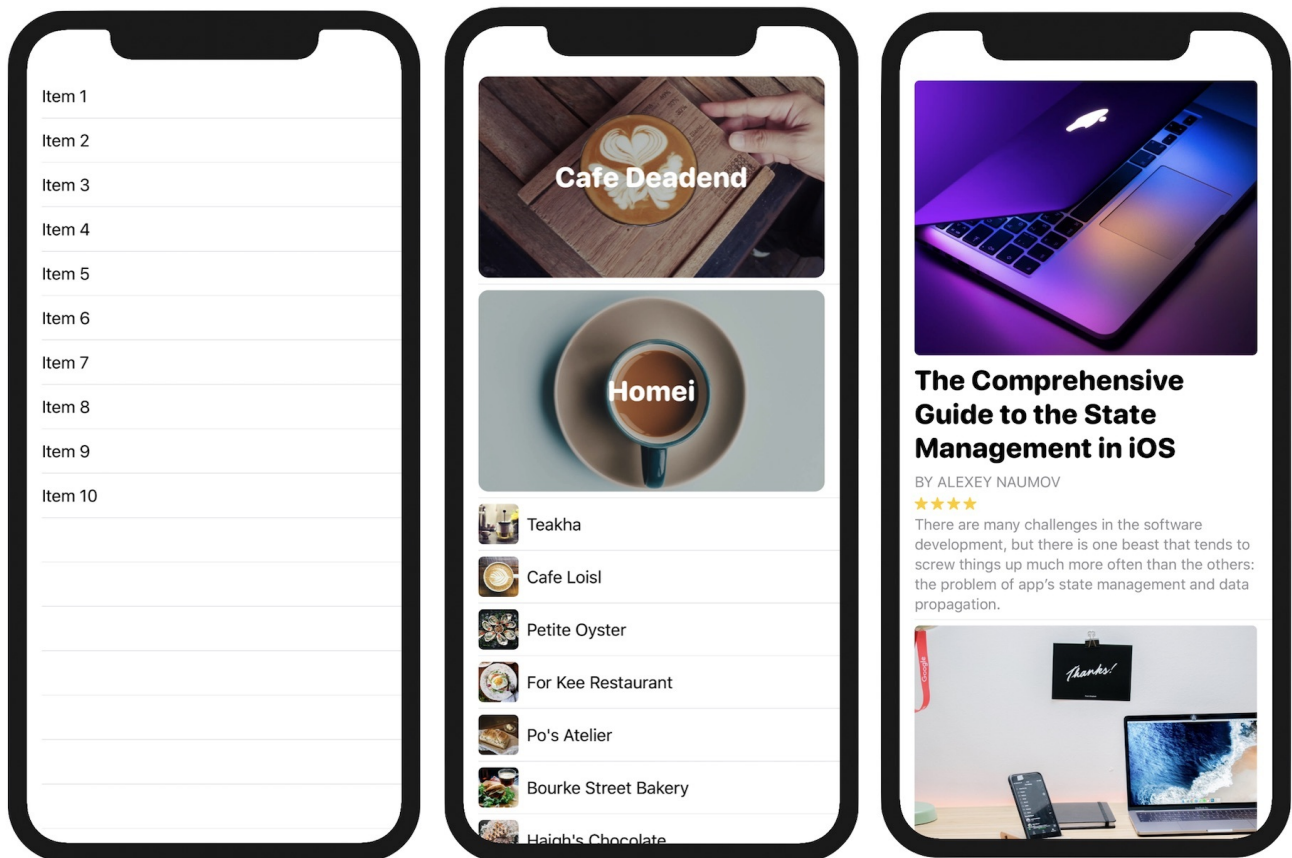 Item 1
Item 2
Item 3
Item 4
Item 5
Item 6
Item 7
Item 8
Item 9
Item 10
Cafe Deadend
Homei
Teakha
Cafe Loisl
Petite Oyster
For Kee Restaurant
Po's Atelier
Bourke Street Bakery
Haigh's Chocolate
The Comprehensive
Guide to the State
Management in iOS
BY ALEXEY NAUMOV
There are many challenges in the software
development, but there is one beast that tends to
screw things up much more often than the others:
the problem of app’s state management and data
propagation.
Google
Thanks!